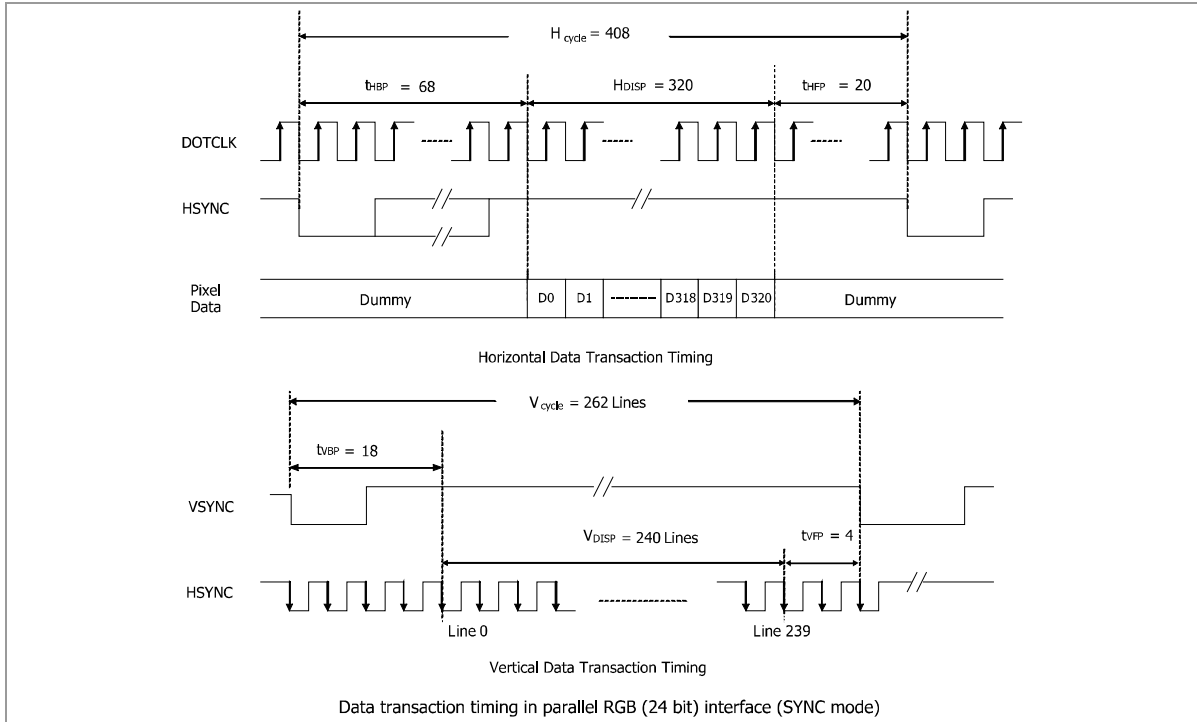 H cycle = 408
tHBP = 68 HDISP = 320 tHFP = 20
DOTCLK
HSYNC
Pixel Data
Dummy D0 D1 D318 D319 D320 Dummy
Horizontal Data Transaction Timing
V cycle = 262 Lines
tVBP = 18
VSYNC
VDISP = 240 Lines tVFP = 4
HSYNC
Line 0 Line 239
Vertical Data Transaction Timing
Data transaction timing in parallel RGB (24 bit) interface (SYNC mode)